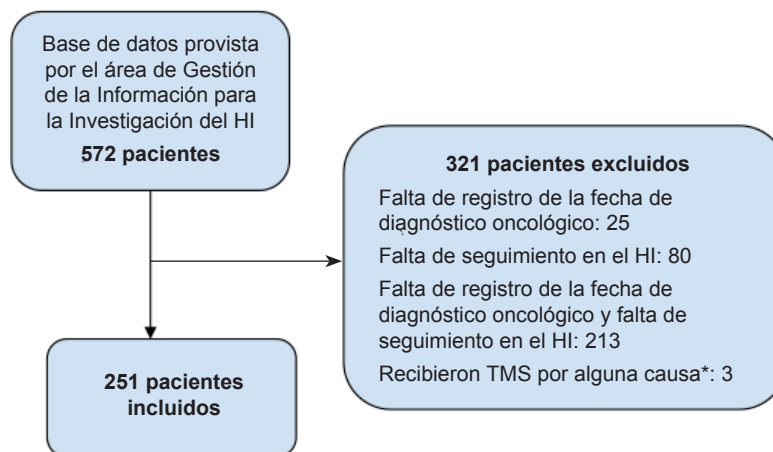 Base de datos provista
por el área de Gestión
de la Información para
la Investigación del HI
572 pacientes
321 pacientes excluidos
Falta de registro de la fecha de
diagnóstico oncológico: 25
Falta de seguimiento en el HI: 80
Falta de registro de la fecha de
diagnóstico oncológico y falta de
seguimiento en el HI: 213
Recibieron TMS por alguna causa*: 3
251 pacientes
incluidos